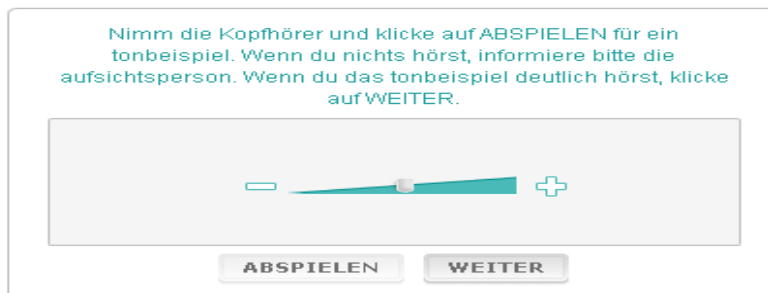 Nimm die Kopfhörer und klicke auf ABSPIELEN für ein
tonbeispiel. Wenn du nichts hörst, informiere bitte die
aufsichtsperson. Wenn du das tonbeispiel deutlich hörst, klicke
auf WEITER.
ABSPIELEN WEITER